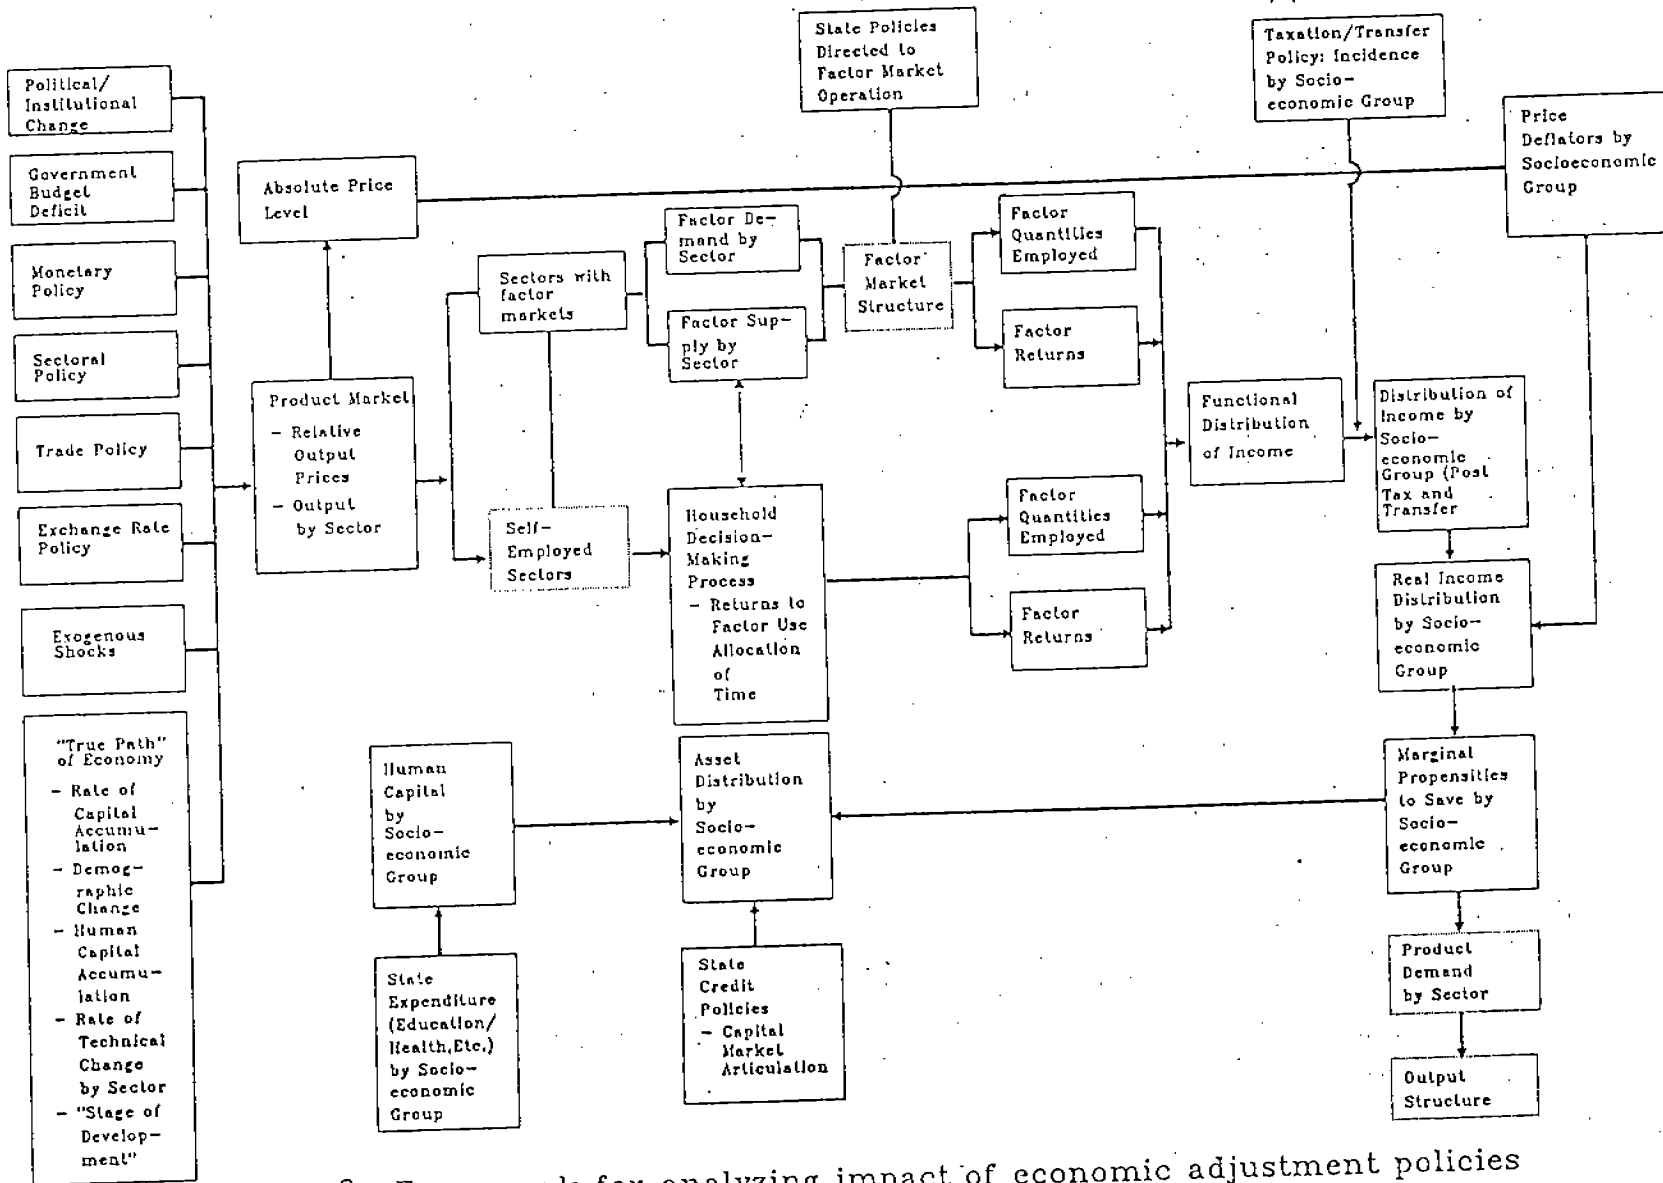 Political/
Institutional
Change
Government
Budget
Deficit
Monetary
Policy
Sectoral
Policy
Trade Policy
Exchange Rate
Policy
Exogenous
Shocks
"True Path"
of Economy
- Rate of
Capital
Accumu-
lation
- Demog-
raphic
Change
- Human
Capital
Accumu-
lation
- Rate of
Technical
Change
by Sector
- "Stage of
Develop-
ment"
Absolute Price
Level
Product Market
- Relative
Output
Prices
- Output
by Sector
Sectors with
factor
markets
Self-
Employed
Sectors
Factor De-
mand by
Sector
Factor Sup-
ply by
Sector
State Policies
Directed to
Factor Market
Operation
Factor
Market
Structure
Household
Decision-
Making
Process
- Returns to
Factor Use
Allocation
of
Time
Factor
Quantities
Employed
Factor
Returns
Factor
Quantities
Employed
Factor
Returns
Functional
Distribution
of Income
Taxation/Transfer
Policy: Incidence
by Socio-
economic Group
Price
Deflators by
Socioeconomic
Group
Distribution of
Income by
Socio-
economic
Group (Post
Tax and
Transfer
Real Income
Distribution
by Socio-
economic
Group
Marginal
Propensities
to Save by
Socio-
economic
Group
Product
Demand
by Sector
Output
Structure
Human
Capital
by
Socio-
economic
Group
Asset
Distribution
by
Socio-
economic
Group
State
Expenditure
(Education/
Health,Etc.)
by Socio-
economic
Group
State
Credit
Policies
- Capital
Market
Articulation
for analyzing impact of economic adjustment policies